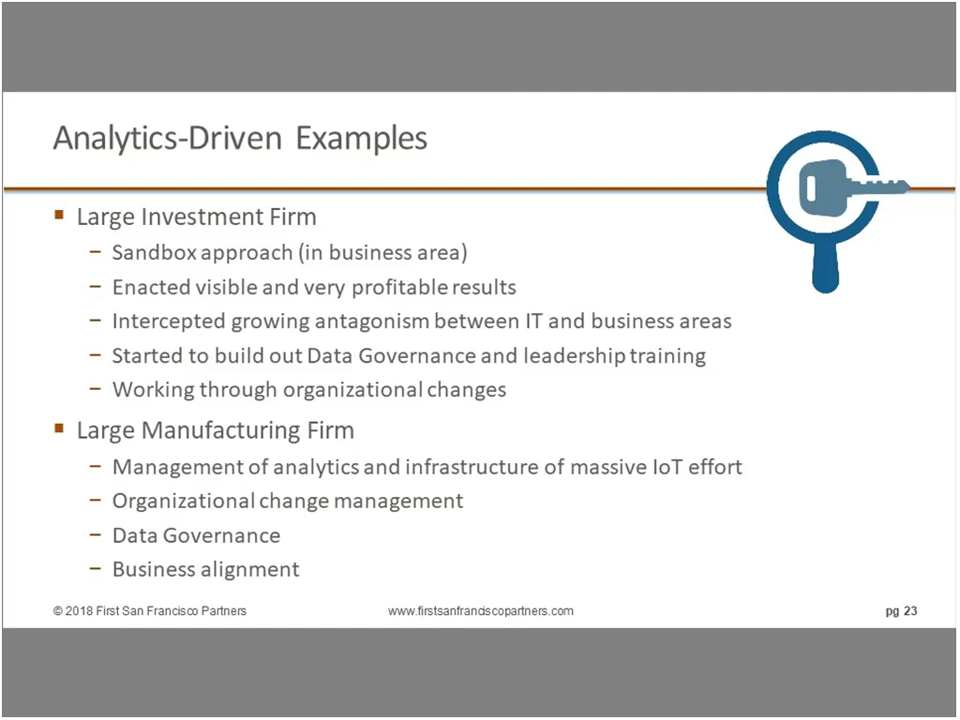 Analytics-Driven Examples
▪ Large Investment Firm
− Sandbox approach (in business area)
− Enacted visible and very profitable results
− Intercepted growing antagonism between IT and business areas
− Started to build out Data Governance and leadership training
− Working through organizational changes
▪ Large Manufacturing Firm
− Management of analytics and infrastructure of massive IoT effort
− Organizational change management
− Data Governance
− Business alignment
© 2018 First San Francisco Partners www.firstsanfranciscopartners.com pg 23